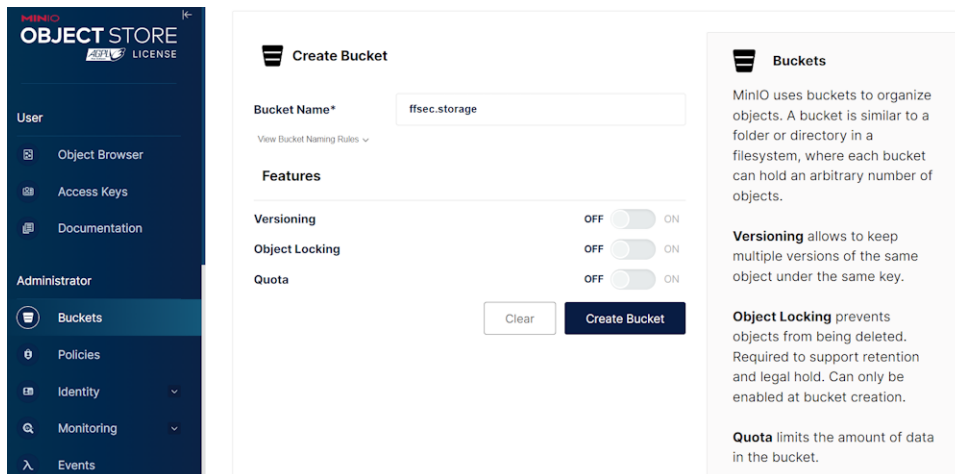 MINIO
OBJECT STORE
AGPLv3 LICENSE
User
Object Browser
Access Keys
Documentation
Administrator
Buckets
Policies
Identity
Monitoring
Events
Create Bucket
Bucket Name*
ffsec.storage
View Bucket Naming Rules
Features
Versioning
OFF ON
Object Locking
OFF ON
Quota
OFF ON
Clear
Create Bucket
Buckets
MinIO uses buckets to organize
objects. A bucket is similar to a
folder or directory in a
filesystem, where each bucket
can hold an arbitrary number of
objects.
Versioning allows to keep
multiple versions of the same
object under the same key.
Object Locking prevents
objects from being deleted.
Required to support retention
and legal hold. Can only be
enabled at bucket creation.
Quota limits the amount of data
in the bucket.